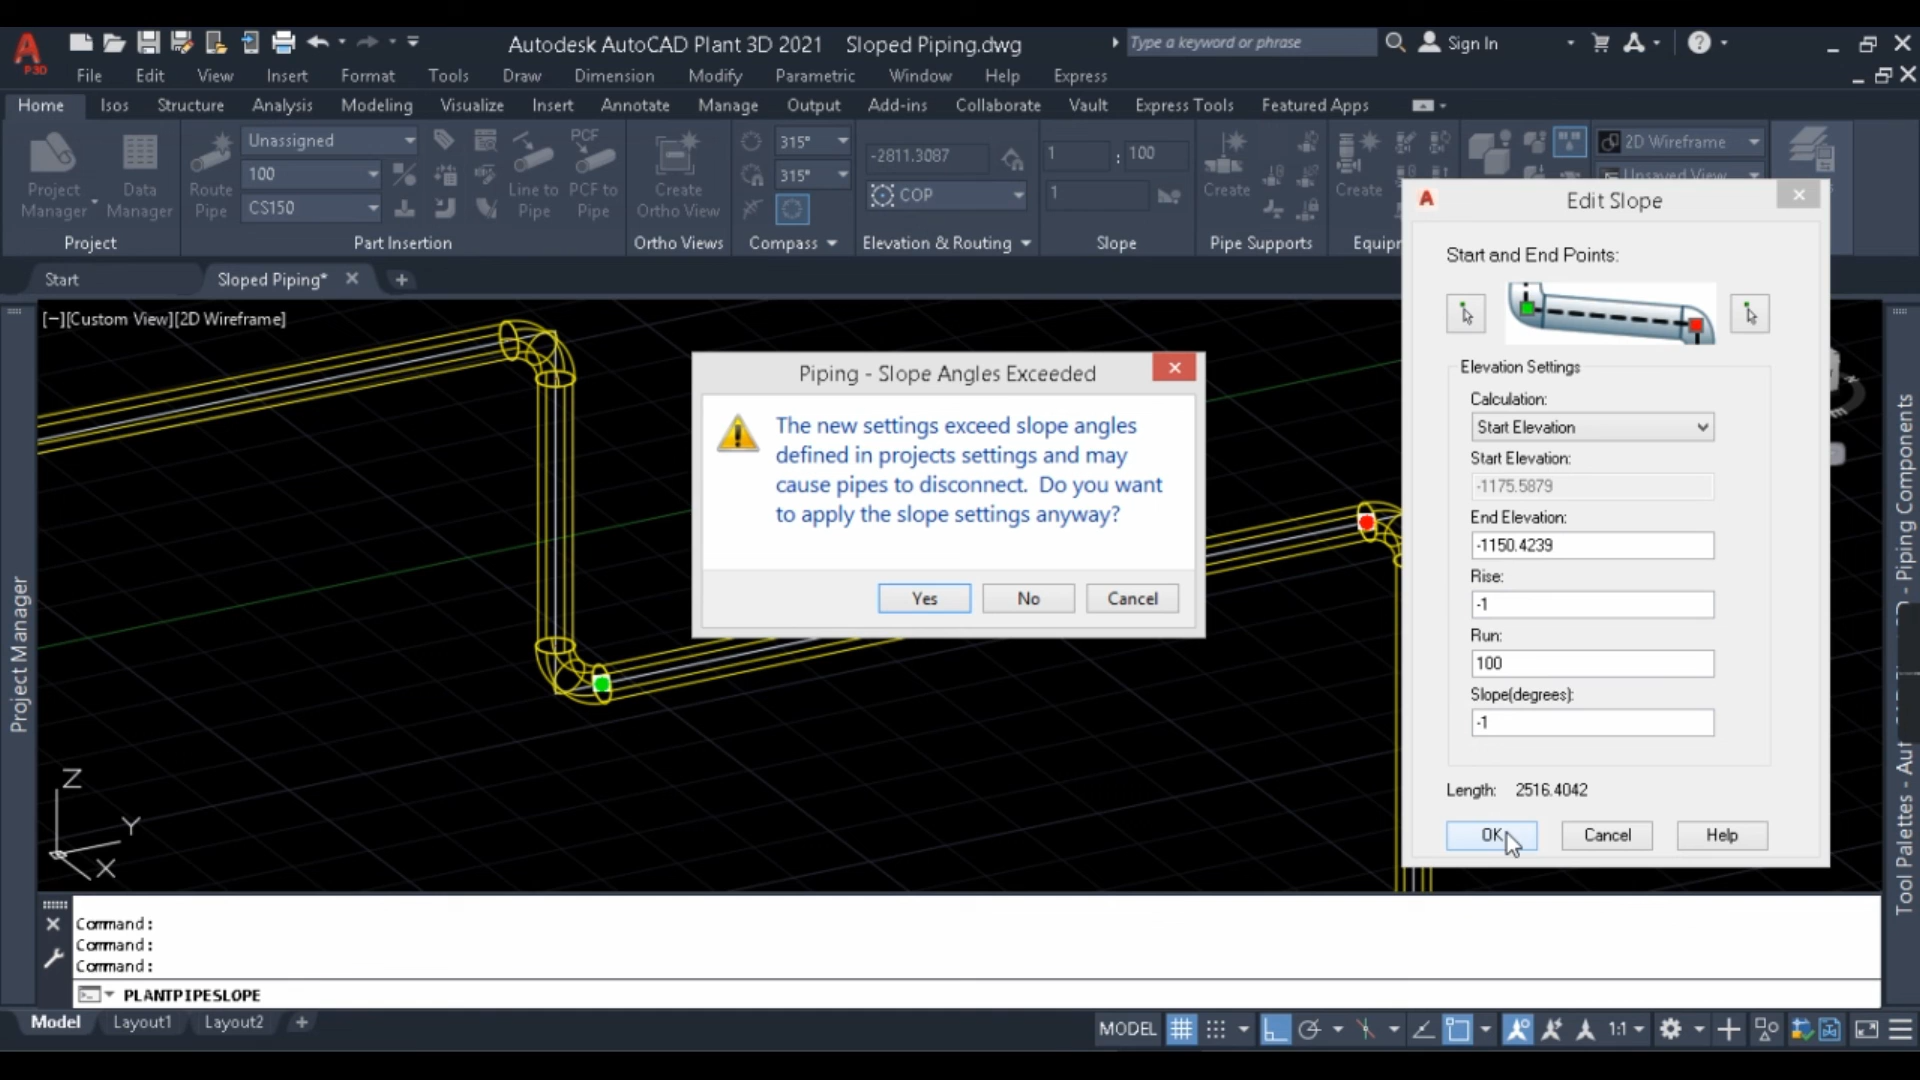 P3D
Autodesk AutoCAD Plant 3D 2021 Sloped Piping.dwg
Type a keyword or phrase
Sign In
File Edit View Insert Format Tools Draw Dimension Modify Parametric Window Help Express
Home Isos Structure Analysis Modeling Visualize Insert Annotate Manage Output Add-ins Collaborate Vault Express Tools Featured Apps
Project Manager
Data Manager
Route Pipe
Unassigned
100
CS150
Line to Pipe
PCF
PCF to Pipe
Create Ortho View
315°
315°
-2811.3087
COP
1 : 100
1
Create
Create
2D Wireframe
Unsaved View
Project
Part Insertion
Ortho Views
Compass
Elevation & Routing
Slope
Pipe Supports
Equip
Start
Sloped Piping*
[−][Custom View][2D Wireframe]
Project Manager
Piping - Slope Angles Exceeded
The new settings exceed slope angles
defined in projects settings and may
cause pipes to disconnect. Do you want
to apply the slope settings anyway?
Yes No Cancel
Edit Slope
Start and End Points:
Elevation Settings
Calculation:
Start Elevation
Start Elevation:
-1175.5879
End Elevation:
-1150.4239
Rise:
-1
Run:
100
Slope(degrees):
-1
Length: 2516.4042
OK Cancel Help
- Piping Components
Tool Palettes - Aut
Z
Y
X
Command:
Command:
Command:
PLANTPIPESLOPE
Model Layout1 Layout2
MODEL
1:1